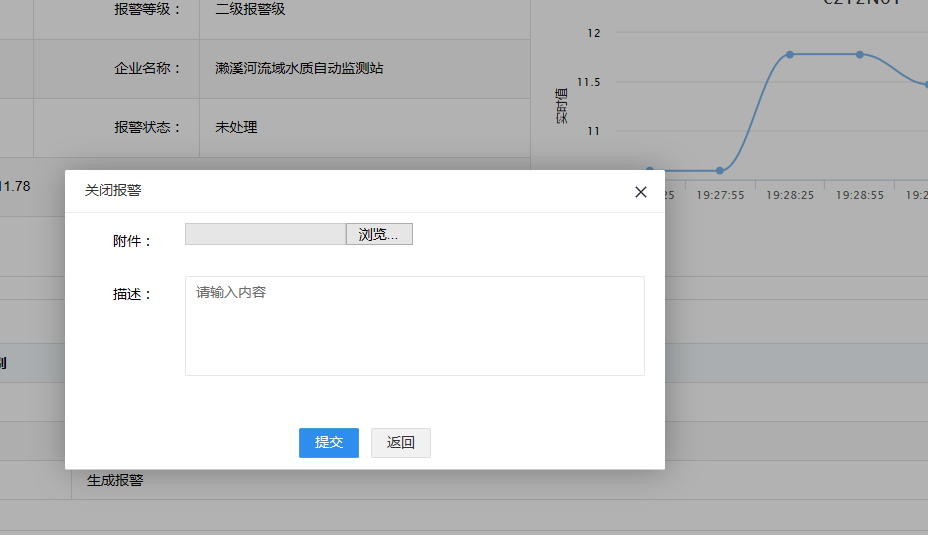 报警等级： 二级报警级
企业名称： 濑溪河流域水质自动监测站
报警状态： 未处理
11.78
12
11.5
11
实时值
19:27:55 19:28:25 19:28:55
关闭报警 ×
附件： 浏览...
描述： 请输入内容
提交 返回
生成报警